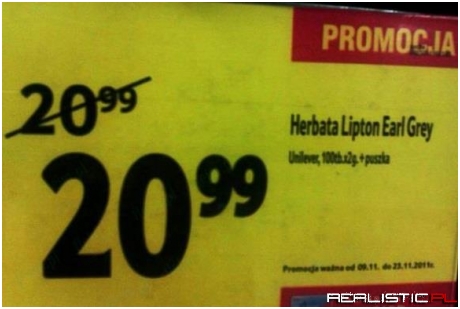 PROMOCJA
20 99
Herbata Lipton Earl Grey
Unilever, 100tb.x2g. + puszka
20 99
Promocja ważna od 09.11. do 23.11.2011r.
REALISTIC.PL